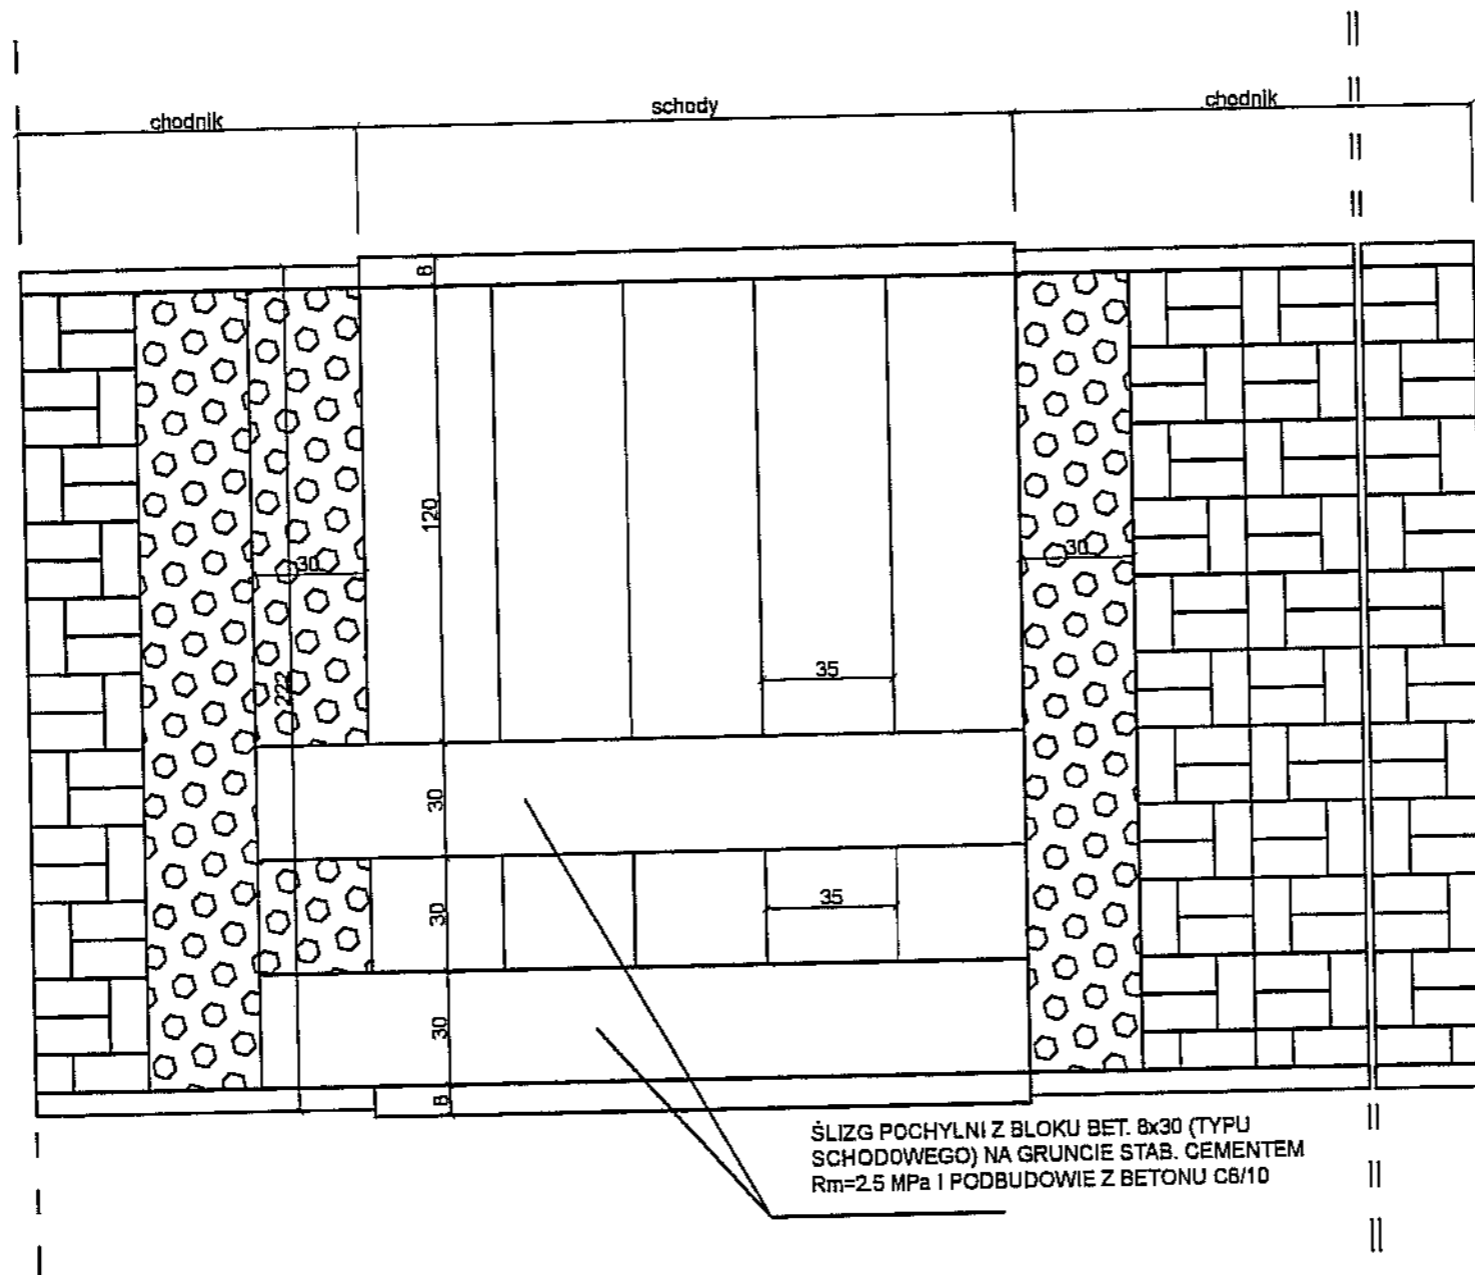 chodnik
schody
chodnik
8
120
30
30
222
35
30
35
30
30
8
ŚLIZG POCHYLNI Z BLOKU BET. 8x30 (TYPU
SCHODOWEGO) NA GRUNCIE STAB. CEMENTEM
Rm=2.5 MPa I PODBUDOWIE Z BETONU C8/10